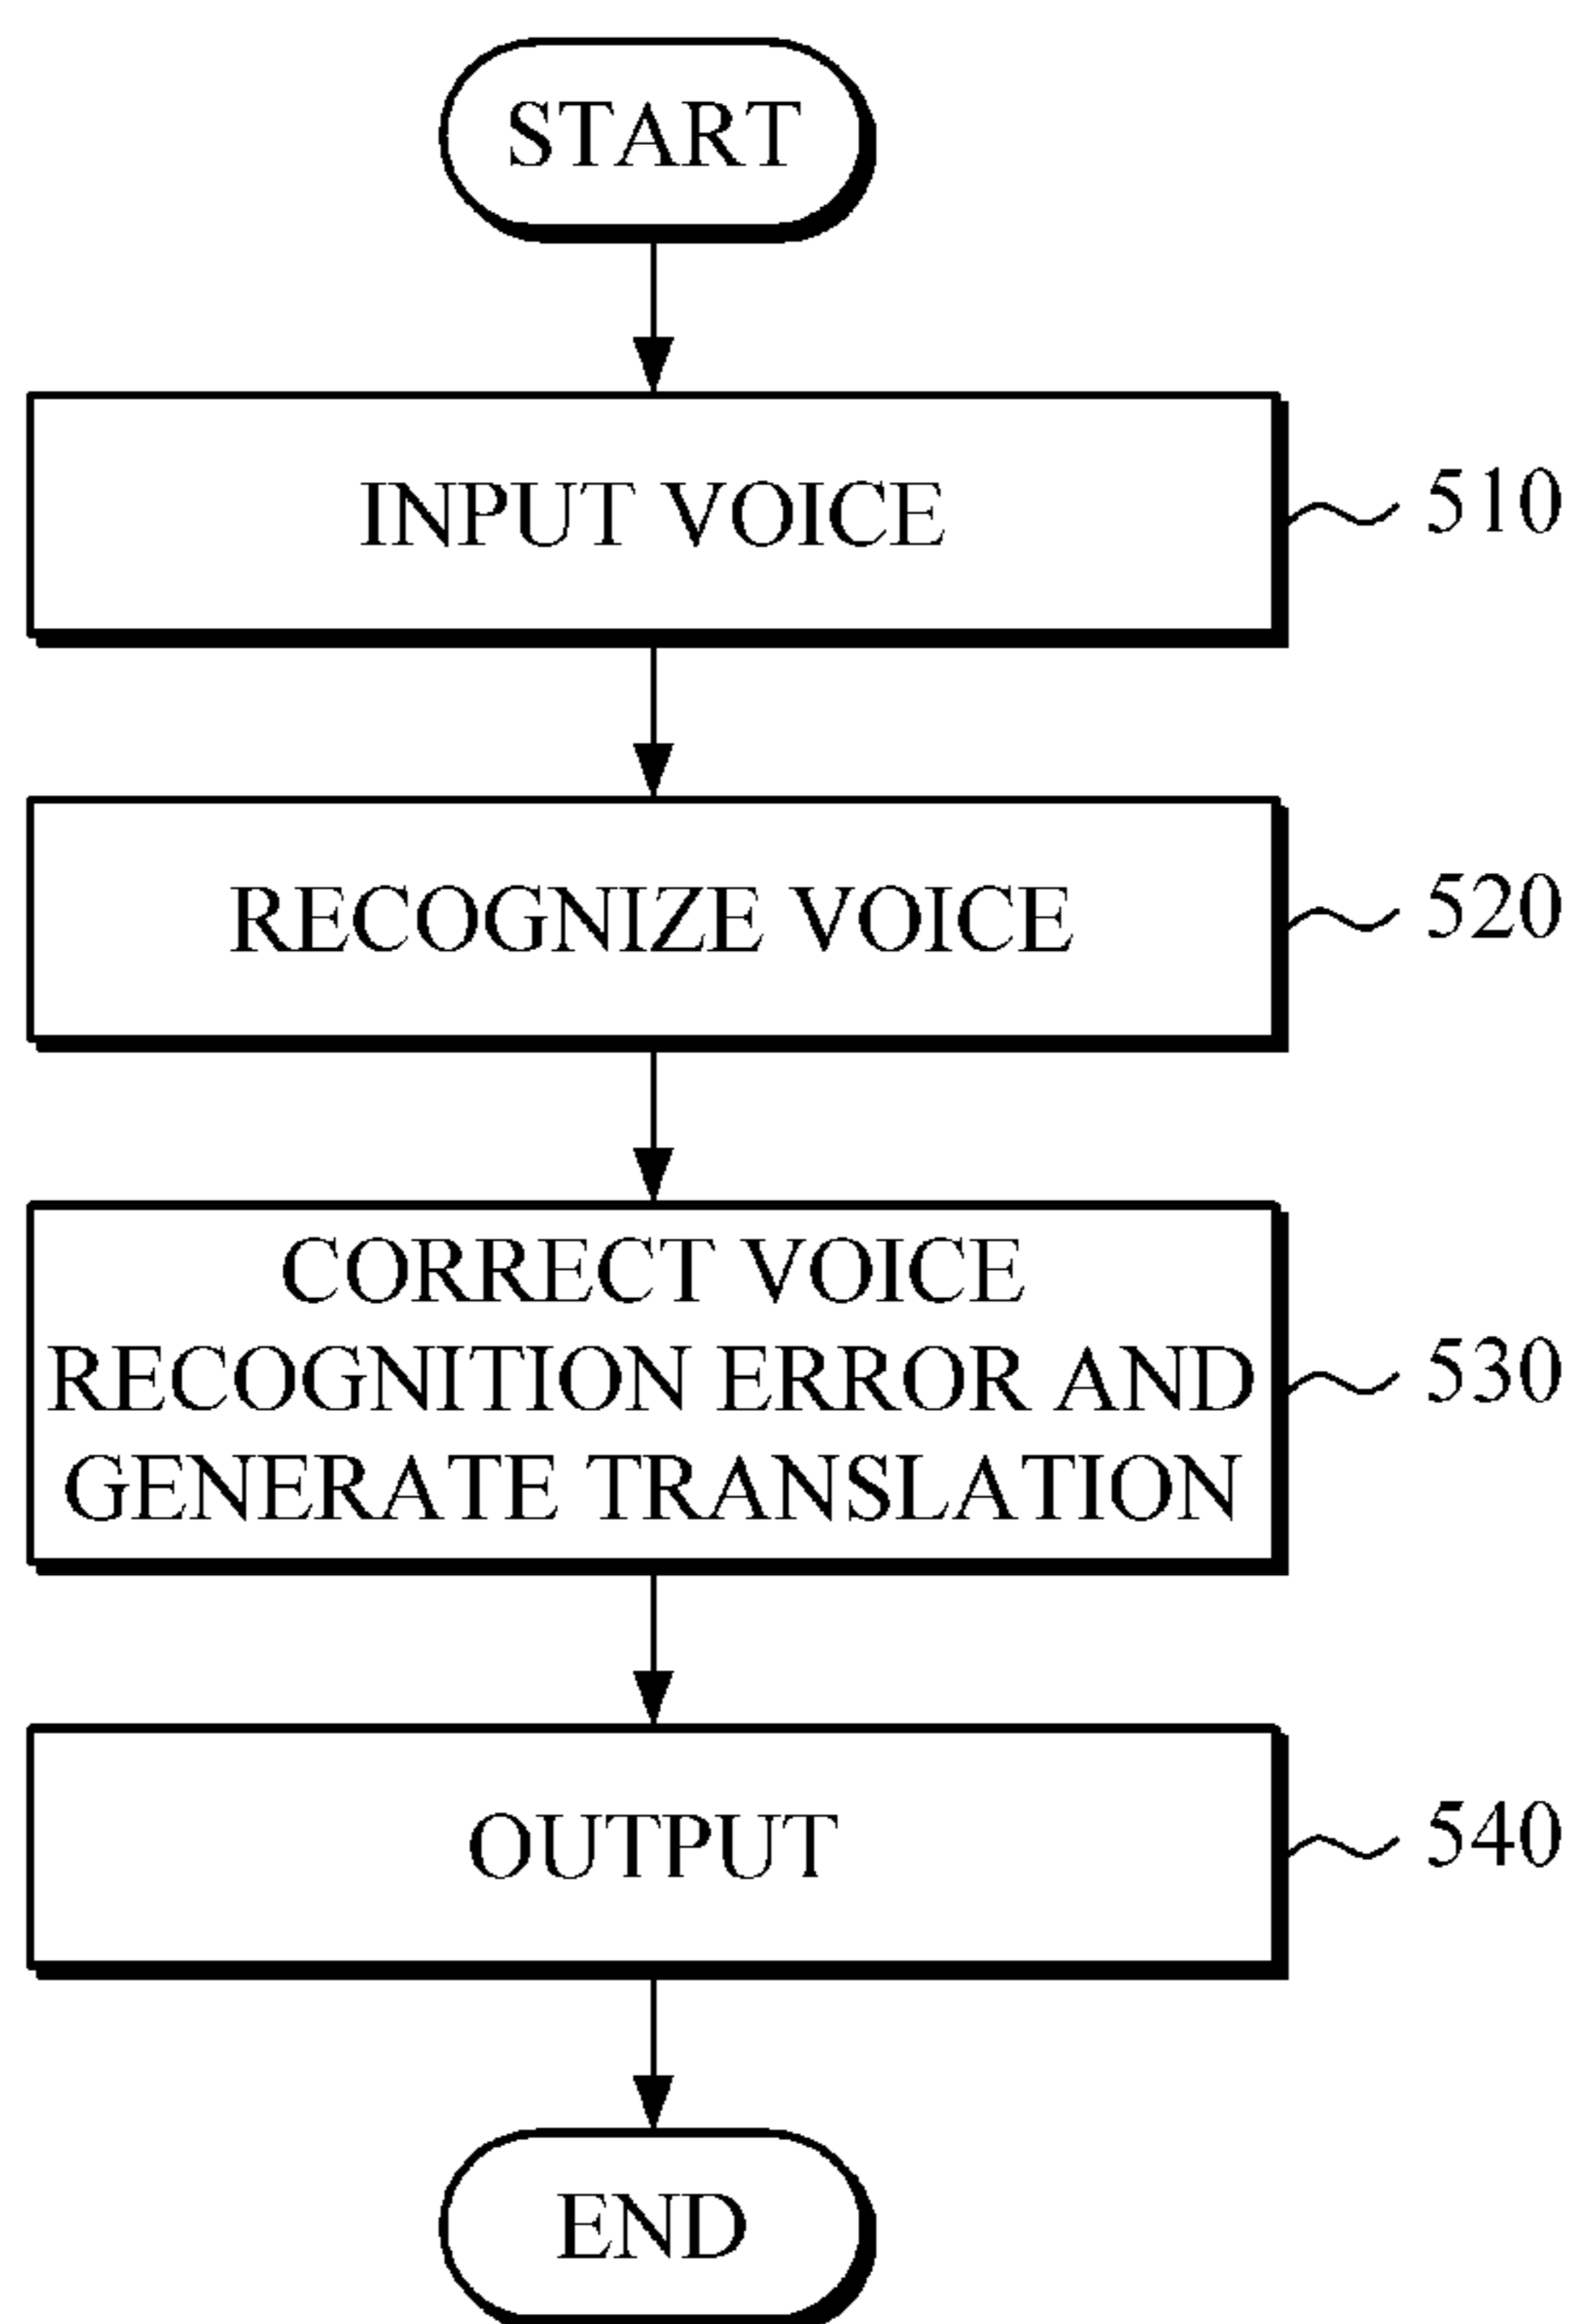 START
INPUT VOICE
510
RECOGNIZE VOICE
520
CORRECT VOICE
RECOGNITION ERROR AND
GENERATE TRANSLATION
530
OUTPUT
540
END